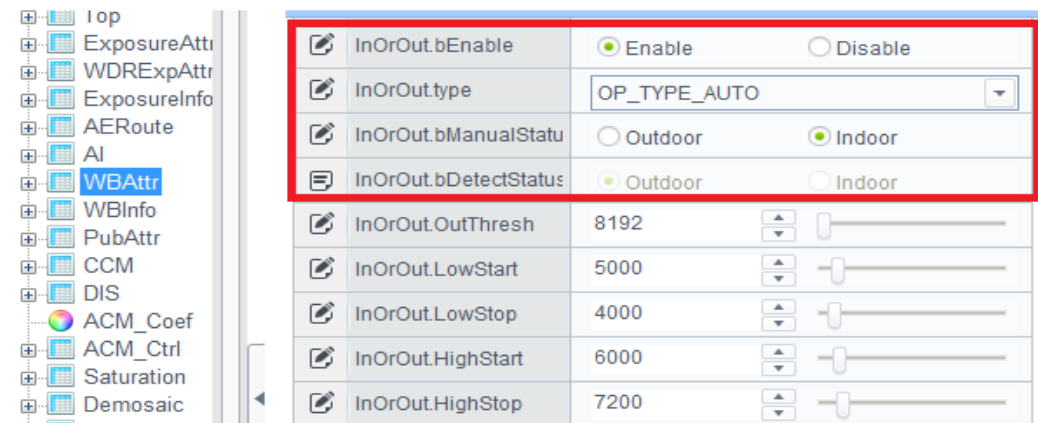 Top
ExposureAttr
WDRExpAttr
ExposureInfo
AERoute
AI
WBAttr
WBInfo
PubAttr
CCM
DIS
ACM_Coef
ACM_Ctrl
Saturation
Demosaic
InOrOut.bEnable Enable Disable
InOrOut.type OP_TYPE_AUTO
InOrOut.bManualStatu Outdoor Indoor
InOrOut.bDetectStatus Outdoor Indoor
InOrOut.OutThresh 8192
InOrOut.LowStart 5000
InOrOut.LowStop 4000
InOrOut.HighStart 6000
InOrOut.HighStop 7200